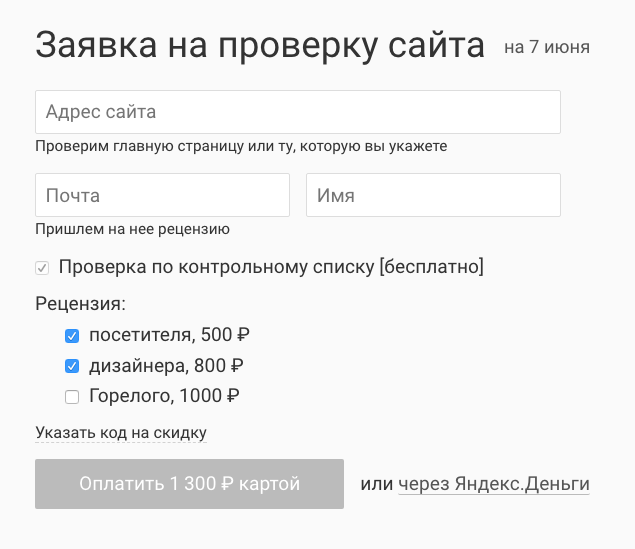 Заявка на проверку сайта на 7 июня
Адрес сайта
Проверим главную страницу или ту, которую вы укажете
Почта Имя
Пришлем на нее рецензию
Проверка по контрольному списку [бесплатно]
Рецензия:
посетителя, 500 ₽
дизайнера, 800 ₽
Горелого, 1000 ₽
Указать код на скидку
Оплатить 1 300 ₽ картой или через Яндекс.Деньги